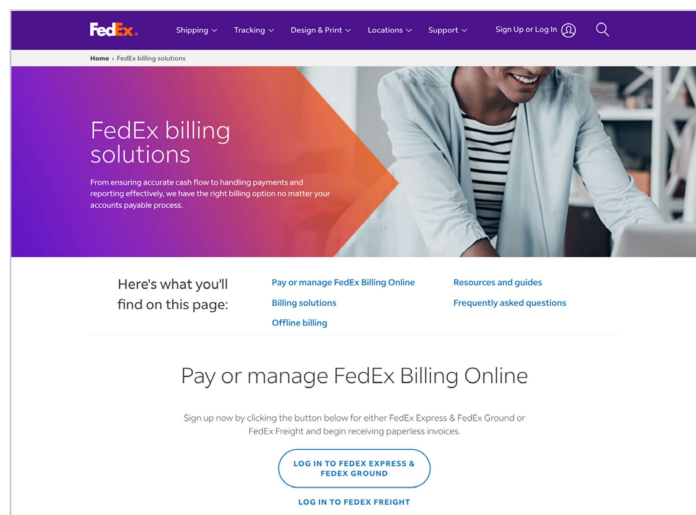 FedEx.
Shipping
Tracking
Design & Print
Locations
Support
Sign Up or Log In
Home › FedEx billing solutions
FedEx billing
solutions
From ensuring accurate cash flow to handling payments and
reporting effectively, we have the right billing option no matter your
accounts payable process.
Here's what you'll
find on this page:
Pay or manage FedEx Billing Online
Billing solutions
Offline billing
Resources and guides
Frequently asked questions
Pay or manage FedEx Billing Online
Sign up now by clicking the button below for either FedEx Express & FedEx Ground or
FedEx Freight and begin receiving paperless invoices.
LOG IN TO FEDEX EXPRESS &
FEDEX GROUND
LOG IN TO FEDEX FREIGHT